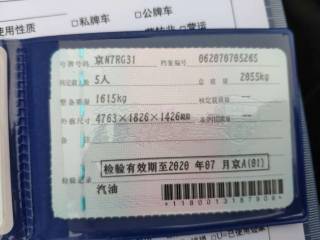 使用性质
□私牌车
□公牌车
号牌号码 京N7RG31 档案编号 062070705265
核定载人数 5人 总质量 2055kg
整备质量 1615kg 核定载质量
外廓尺寸 4763×1826×1426mm 准牵引总质量
检验有效期至2020 年07 月京A(01)
检验记录
汽油